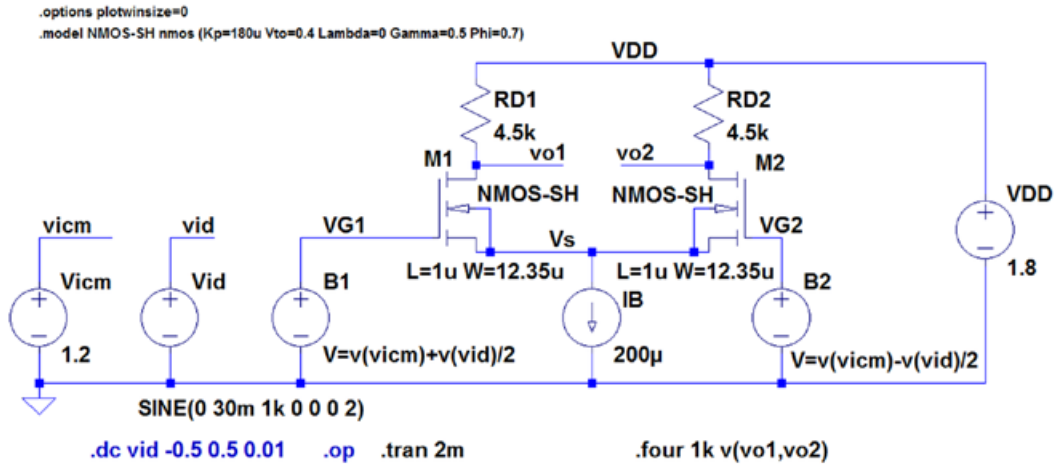 .options plotwinsize=0
.model NMOS-SH nmos (Kp=180u Vto=0.4 Lambda=0 Gamma=0.5 Phi=0.7)
VDD
RD1
4.5k
RD2
4.5k
M1
vo1
vo2
M2
NMOS-SH
NMOS-SH
VDD
vicm
vid
VG1
Vs
VG2
L=1u W=12.35u
L=1u W=12.35u
Vicm
Vid
B1
IB
B2
1.8
1.2
V=v(vicm)+v(vid)/2
200μ
V=v(vicm)-v(vid)/2
SINE(0 30m 1k 0 0 0 2)
.dc vid -0.5 0.5 0.01
.op
.tran 2m
.four 1k v(vo1,vo2)